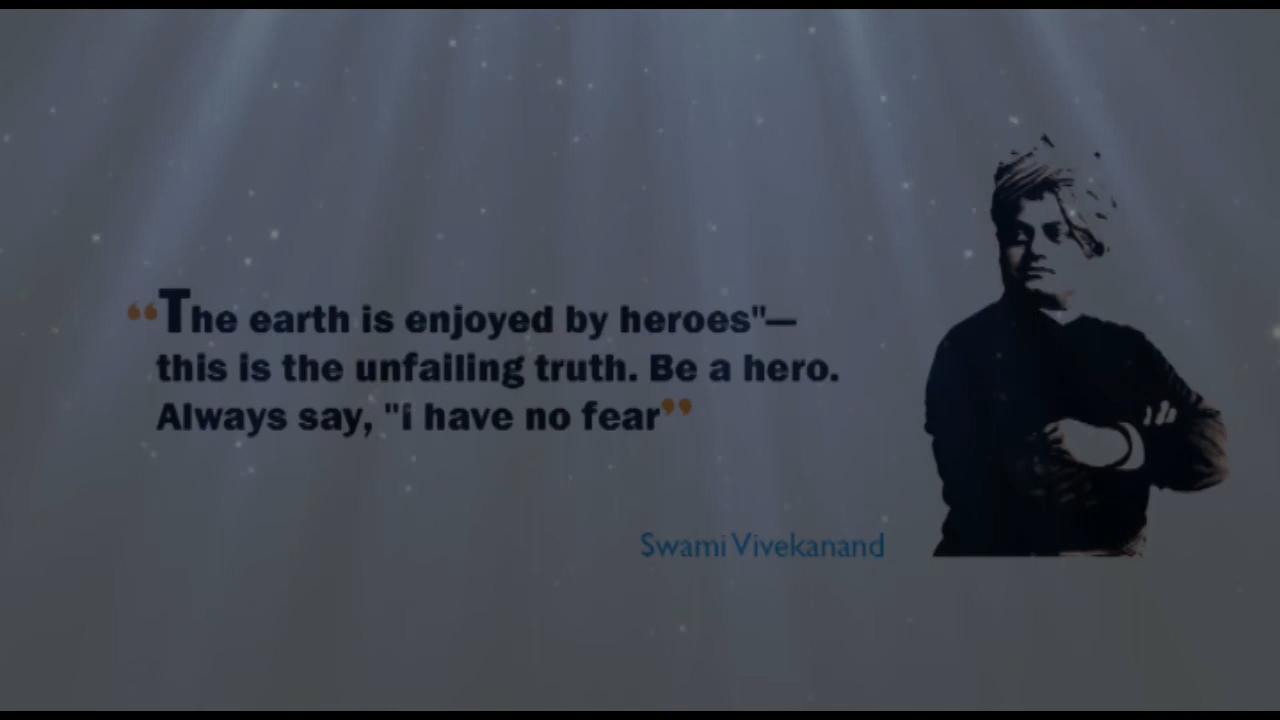 “The earth is enjoyed by heroes"—
this is the unfailing truth. Be a hero.
Always say, "i have no fear”
Swami Vivekanand